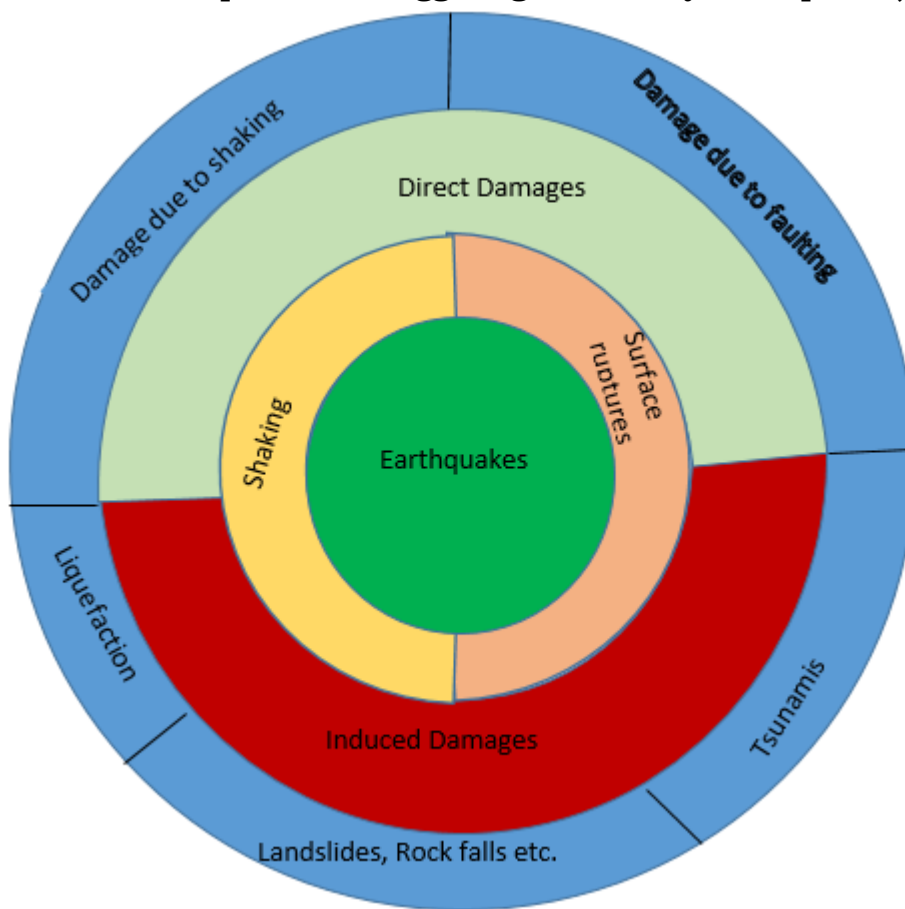 Damage due to shaking
Damage due to faulting
Direct Damages
Shaking
Surface
ruptures
Earthquakes
Liquefaction
Induced Damages
Tsunamis
Landslides, Rock falls etc.